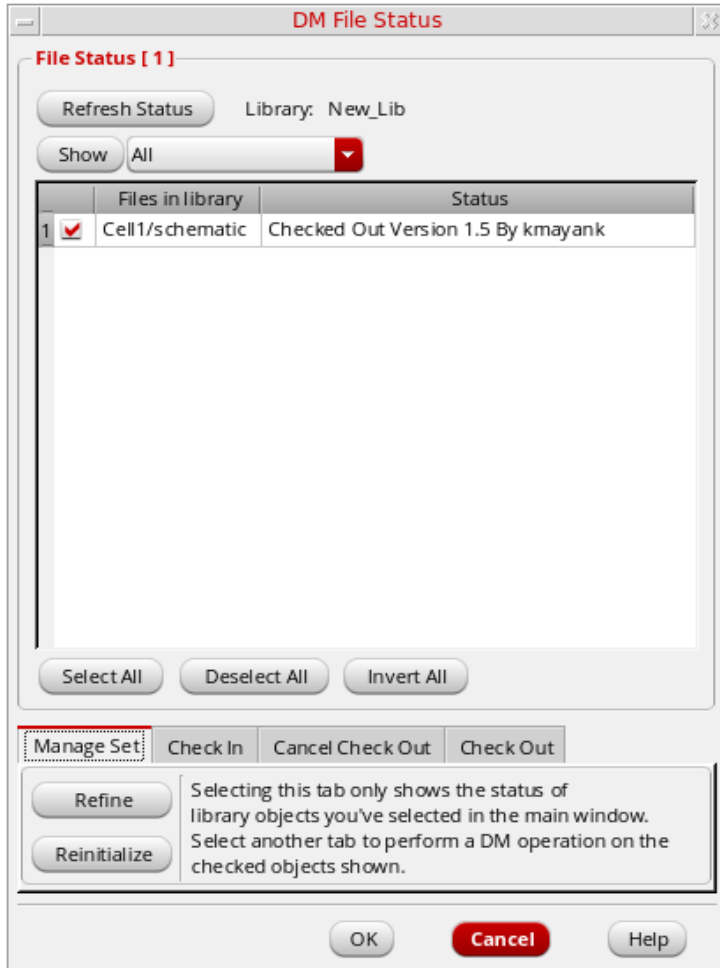 DM File Status
File Status [ 1 ]
Refresh Status Library: New_Lib
Show All
Files in library Status
1 Cell1/schematic Checked Out Version 1.5 By kmayank
Select All Deselect All Invert All
Manage Set Check In Cancel Check Out Check Out
Refine
Reinitialize
Selecting this tab only shows the status of
library objects you've selected in the main window.
Select another tab to perform a DM operation on the
checked objects shown.
OK Cancel Help